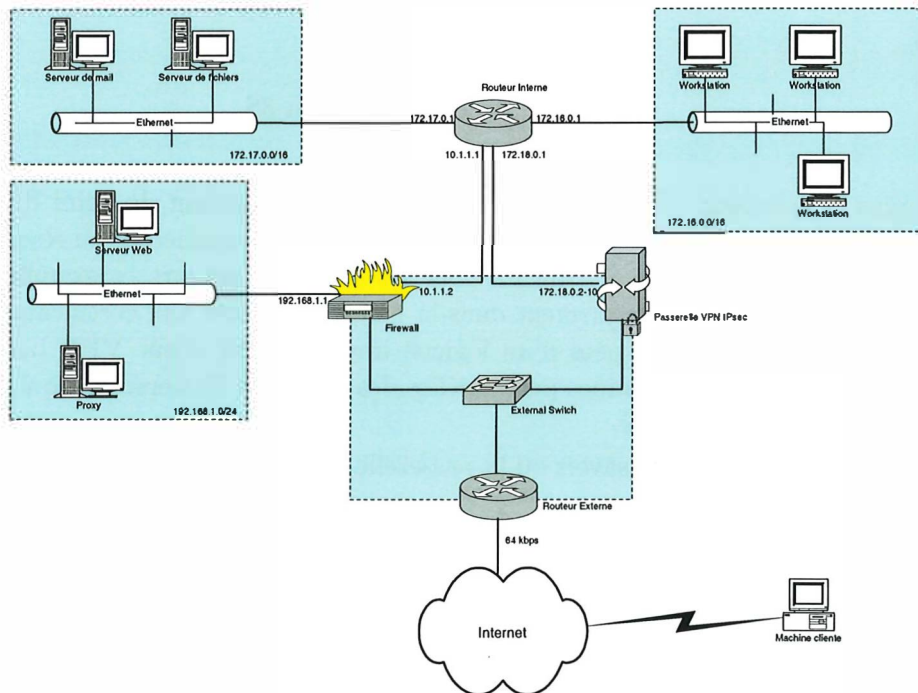 Serveur de mail
Serveur de fichiers
Ethernet
172.17.0.0/16
Routeur Interne
172.17.0.1
172.16.0.1
10.1.1.1
172.18.0.1
Workstation
Workstation
Ethernet
Workstation
172.16.0.0/16
Serveur Web
Ethernet
Proxy
192.168.1.0/24
192.168.1.1
10.1.1.2
Firewall
172.18.0.2-10
Passerelle VPN IPsec
External Switch
Routeur Externe
64 kbps
Internet
Machine cliente